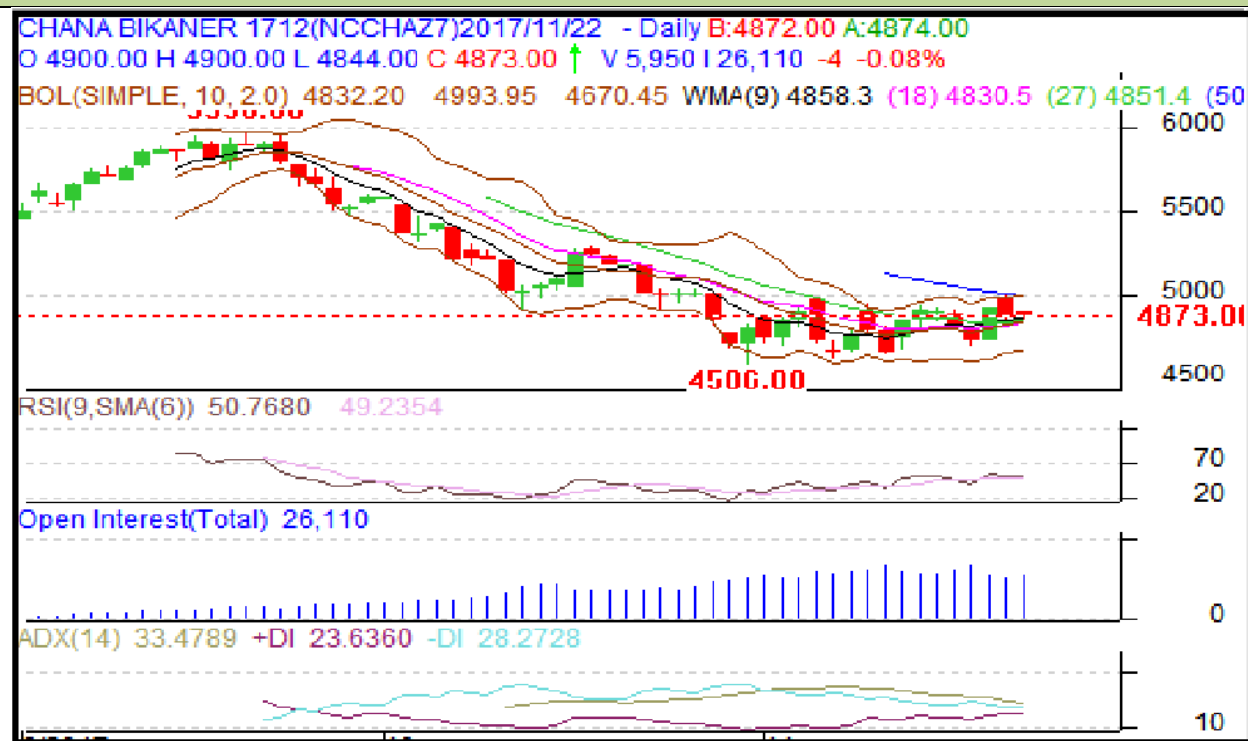 CHANA BIKANER 1712(NCCHAZ7)2017/11/22 - Daily B:4872.00 A:4874.00
O 4900.00 H 4900.00 L 4844.00 C 4873.00 V 5,950 I 26,110 -4 -0.08%
BOL(SIMPLE, 10, 2.0) 4832.20 4993.95 4670.45 WMA(9) 4858.3 (18) 4830.5 (27) 4851.4 (50
6000
5500
5000
4873.00
4500
4506.00
RSI(9,SMA(6)) 50.7680 49.2354
70
20
Open Interest(Total) 26,110
0
ADX(14) 33.4789 +DI 23.6360 -DI 28.2728
10